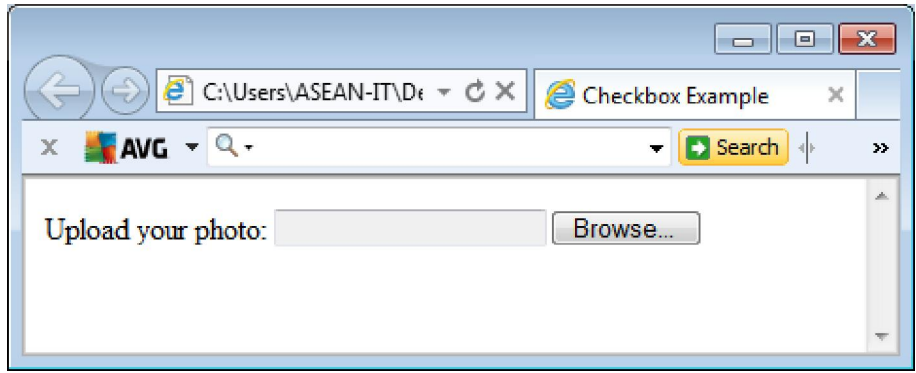 C:\Users\ASEAN-IT\De
Checkbox Example
AVG
Search
Upload your photo:
Browse...